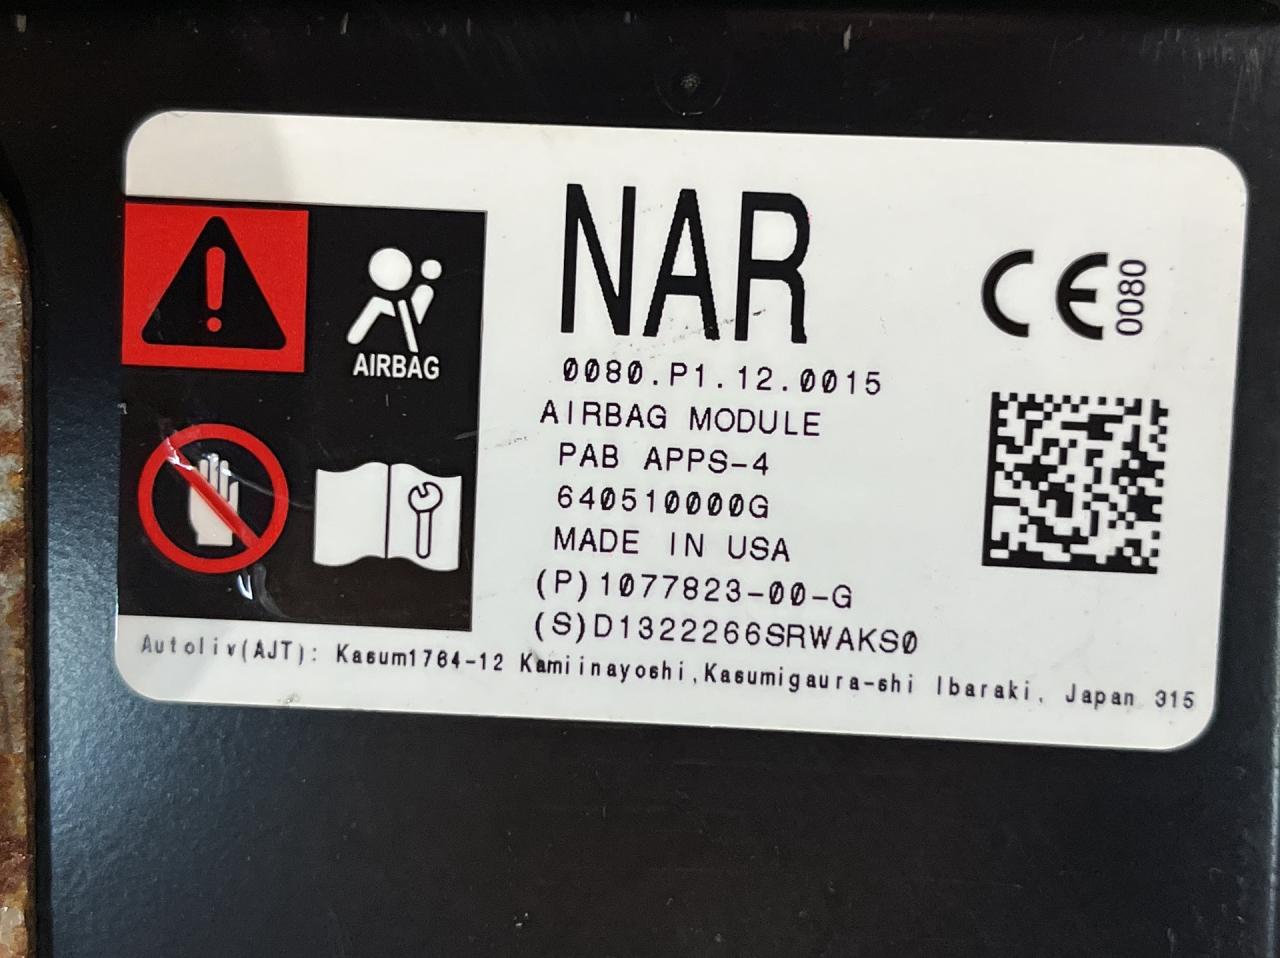 NAR
CE 0080
AIRBAG
0080.P1.12.0015
AIRBAG MODULE
PAB APPS-4
640510000G
MADE IN USA
(P)1077823-00-G
(S)D1322266SRWAKS0
Autoliv(AJT): Kasum1764-12 Kamiinayoshi,Kasumigaura-shi Ibaraki, Japan 315